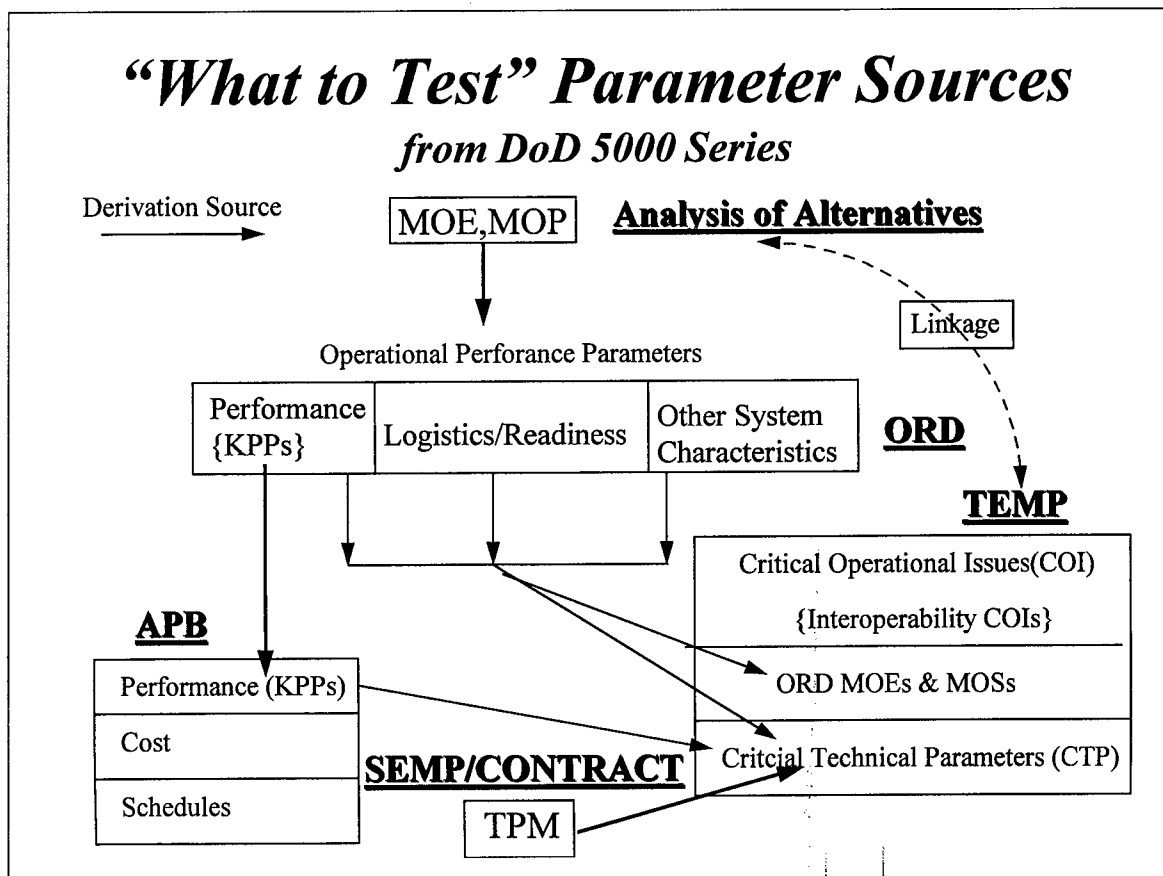 “What to Test” Parameter Sources
from DoD 5000 Series
Derivation Source
MOE,MOP
Analysis of Alternatives
Linkage
Operational Perforance Parameters
Performance
{KPPs}
Logistics/Readiness
Other System
Characteristics
ORD
TEMP
Critical Operational Issues(COI)
{Interoperability COIs}
ORD MOEs & MOSs
Critcial Technical Parameters (CTP)
APB
Performance (KPPs)
Cost
Schedules
SEMP/CONTRACT
TPM